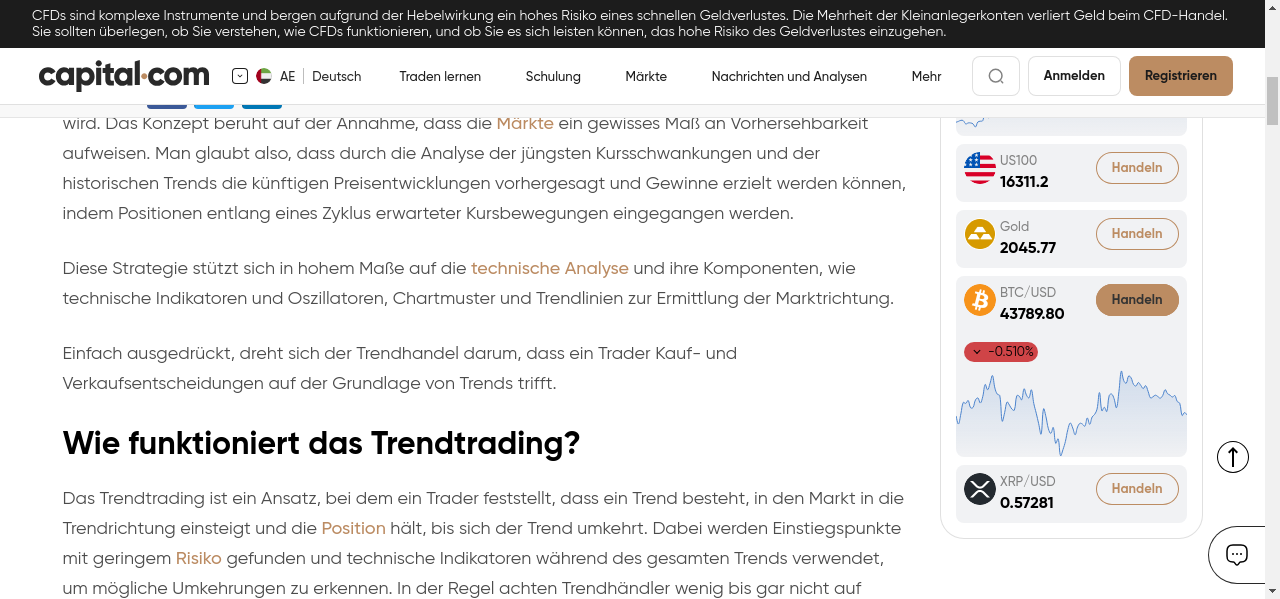 CFDs sind komplexe Instrumente und bergen aufgrund der Hebelwirkung ein hohes Risiko eines schnellen Geldverlustes. Die Mehrheit der Kleinanlegerkonten verliert Geld beim CFD-Handel.
Sie sollten überlegen, ob Sie verstehen, wie CFDs funktionieren, und ob Sie es sich leisten können, das hohe Risiko des Geldverlustes einzugehen.
capital.com
AE
Deutsch
Traden lernen
Schulung
Märkte
Nachrichten und Analysen
Mehr
Anmelden
Registrieren
wird. Das Konzept beruht auf der Annahme, dass die Märkte ein gewisses Maß an Vorhersehbarkeit
aufweisen. Man glaubt also, dass durch die Analyse der jüngsten Kursschwankungen und der
historischen Trends die künftigen Preisentwicklungen vorhergesagt und Gewinne erzielt werden können,
indem Positionen entlang eines Zyklus erwarteter Kursbewegungen eingegangen werden.
Diese Strategie stützt sich in hohem Maße auf die technische Analyse und ihre Komponenten, wie
technische Indikatoren und Oszillatoren, Chartmuster und Trendlinien zur Ermittlung der Marktrichtung.
Einfach ausgedrückt, dreht sich der Trendhandel darum, dass ein Trader Kauf- und
Verkaufsentscheidungen auf der Grundlage von Trends trifft.
Wie funktioniert das Trendtrading?
Das Trendtrading ist ein Ansatz, bei dem ein Trader feststellt, dass ein Trend besteht, in den Markt in die
Trendrichtung einsteigt und die Position hält, bis sich der Trend umkehrt. Dabei werden Einstiegspunkte
mit geringem Risiko gefunden und technische Indikatoren während des gesamten Trends verwendet,
um mögliche Umkehrungen zu erkennen. In der Regel achten Trendhändler wenig bis gar nicht auf
US100
16311.2
Handeln
Gold
2045.77
Handeln
BTC/USD
43789.80
Handeln
-0.510%
XRP/USD
0.57281
Handeln